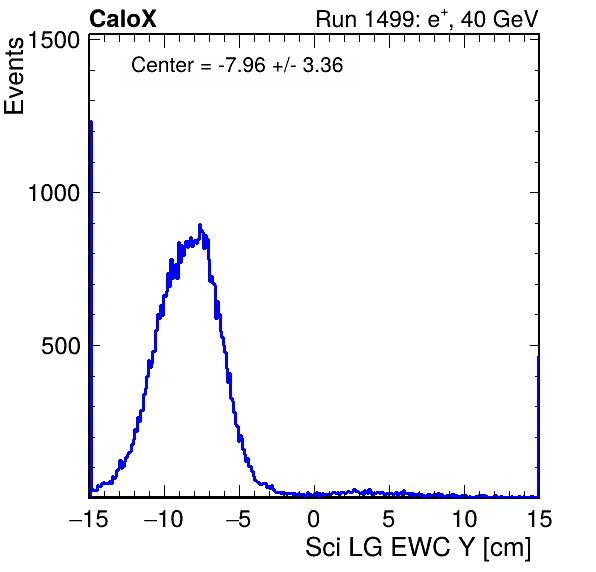 CaloX Run 1499: e+, 40 GeV
Center = -7.96 +/- 3.36
Events
1500
1000
500
−15 −10 −5 0 5 10 15
Sci LG EWC Y [cm]